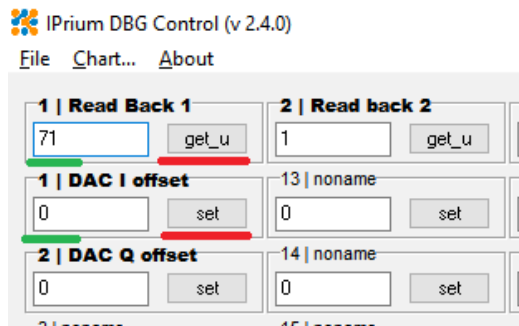 IPrium DBG Control (v 2.4.0)
File Chart... About
1 | Read Back 1
2 | Read back 2
71 get_u
1 get_u
1 | DAC I offset
13 | noname
0 set
0 set
2 | DAC Q offset
14 | noname
0 set
0 set
15 | noname